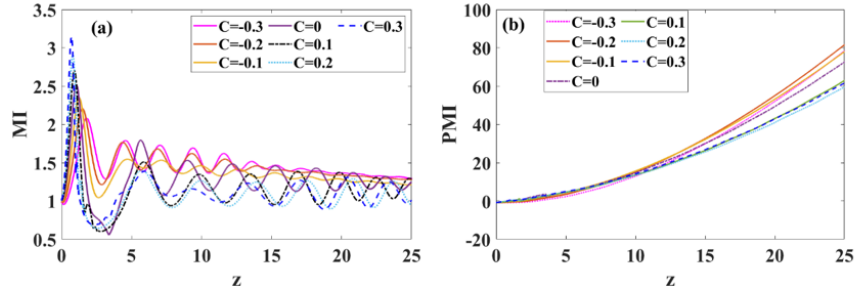 (a)
C=-0.3 C=0 C=0.3
C=-0.2 C=0.1
C=-0.1 C=0.2
MI
3.5
3
2.5
2
1.5
1
0.5
0 5 10 15 20 25
z
(b)
C=-0.3 C=0.1
C=-0.2 C=0.2
C=-0.1 C=0.3
C=0
PMI
100
80
60
40
20
0
-20
0 5 10 15 20 25
z